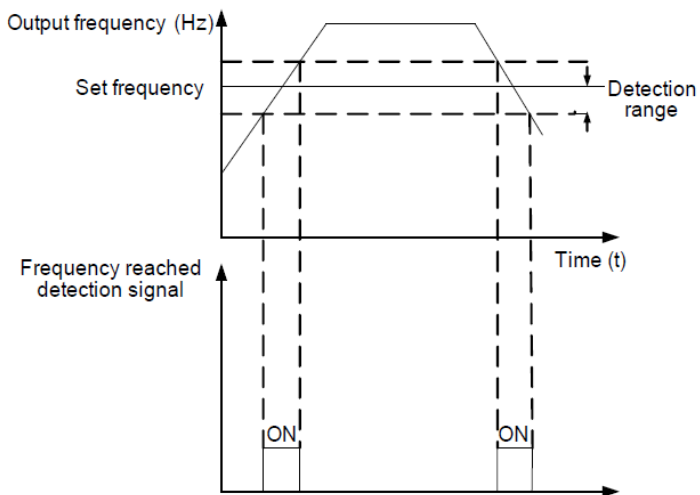 Output frequency (Hz)
Set frequency
Detection
range
Time (t)
Frequency reached
detection signal
ON
ON